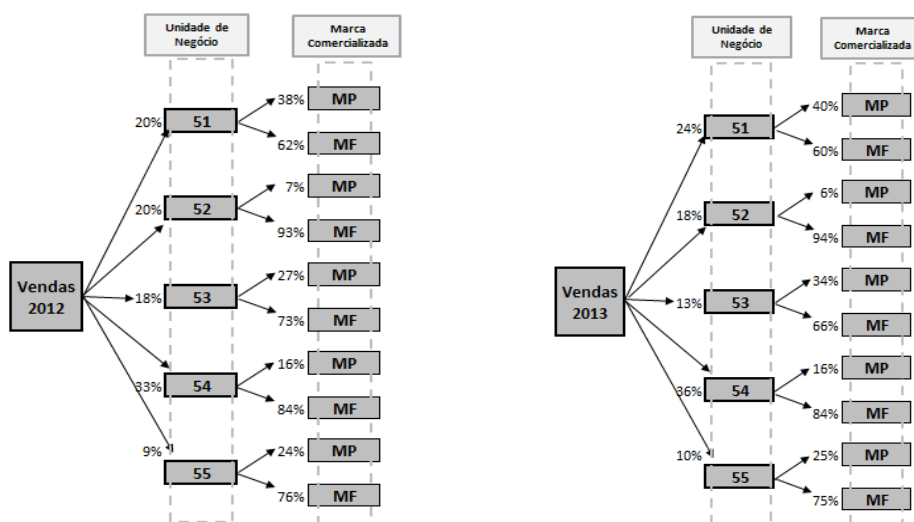 Unidade de
Negócio
Marca
Comercializada
38%
MP
20%
51
62%
MF
7%
MP
20%
52
93%
MF
27%
MP
Vendas
2012
18%
53
73%
MF
16%
MP
33%
54
84%
MF
9%
24%
MP
55
76%
MF
Unidade de
Negócio
Marca
Comercializada
40%
MP
24%
51
60%
MF
6%
MP
18%
52
94%
MF
34%
MP
Vendas
2013
13%
53
66%
MF
16%
MP
36%
54
84%
MF
10%
25%
MP
55
75%
MF